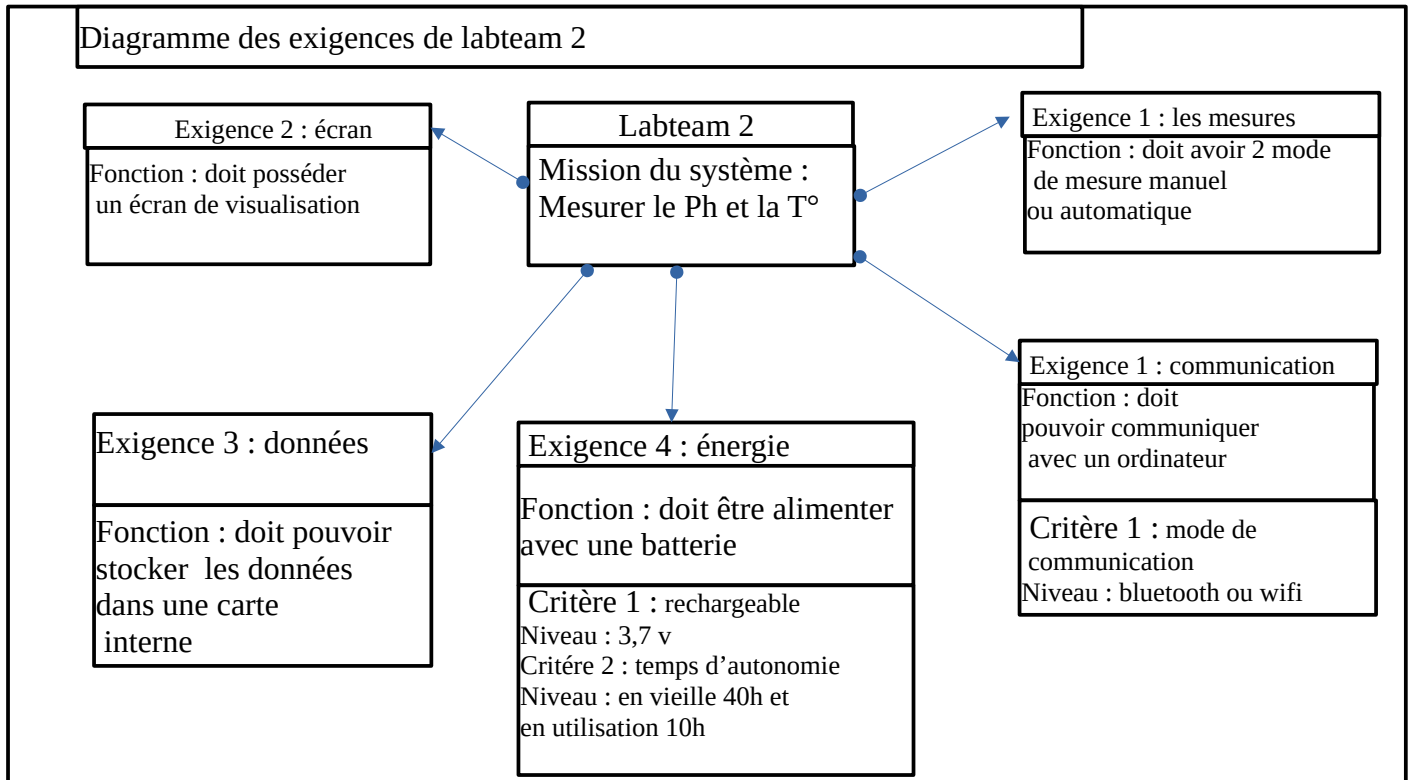 Diagramme des exigences de labteam 2
Exigence 2 : écran
Fonction : doit posséder
un écran de visualisation
Labteam 2
Mission du système :
Mesurer le Ph et la T°
Exigence 1 : les mesures
Fonction : doit avoir 2 mode
de mesure manuel
ou automatique
Exigence 3 : données
Fonction : doit pouvoir
stocker les données
dans une carte
interne
Exigence 4 : énergie
Fonction : doit être alimenter
avec une batterie
Critère 1 : rechargeable
Niveau : 3,7 v
Critére 2 : temps d’autonomie
Niveau : en vieille 40h et
en utilisation 10h
Exigence 1 : communication
Fonction : doit
pouvoir communiquer
avec un ordinateur
Critère 1 : mode de
communication
Niveau : bluetooth ou wifi